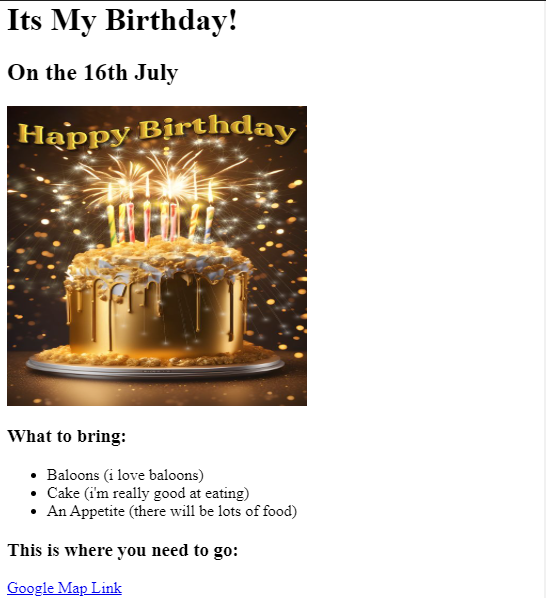 Its My Birthday!
On the 16th July
Happy Birthday
What to bring:
Baloons (i love baloons)
Cake (i'm really good at eating)
An Appetite (there will be lots of food)
This is where you need to go:
Google Map Link